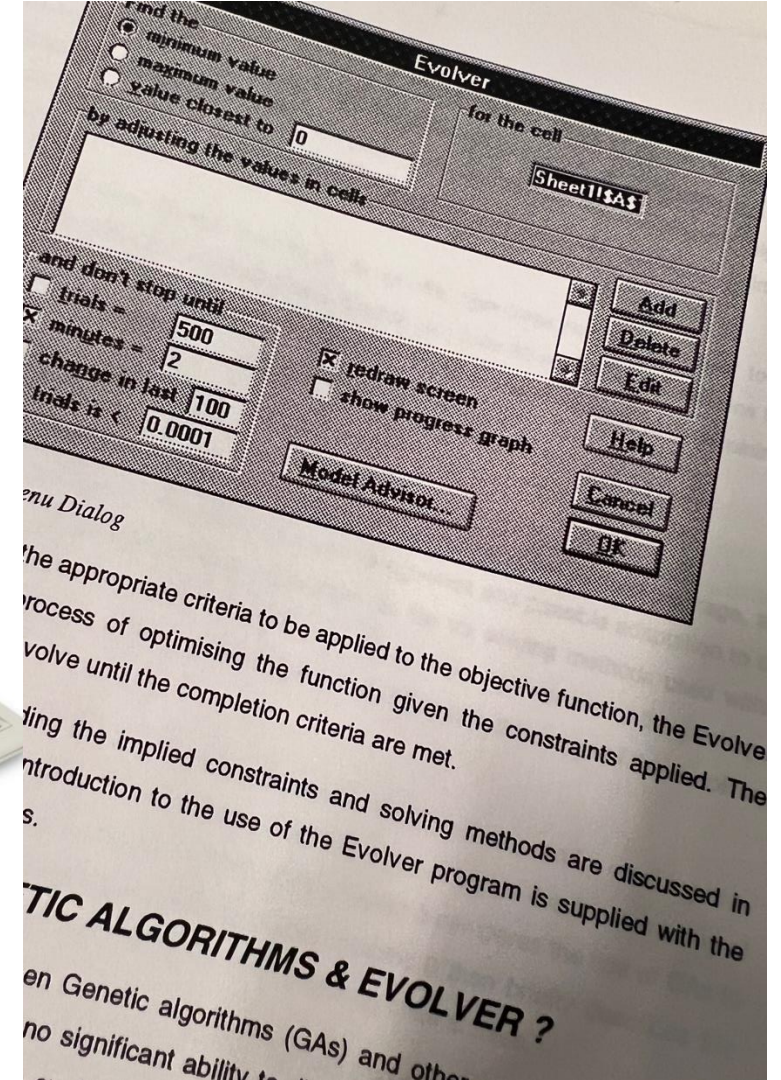 Evolver
Find the
minimum value
maximum value
value closest to 0
for the cell
Sheet1!$A$
by adjusting the values in cells
Add
Delete
Edit
and don't stop until
trials = 500
minutes = 2
change in last 100
trials is < 0.0001
redraw screen
show progress graph
Model Advisor...
Help
Cancel
OK
enu Dialog
the appropriate criteria to be applied to the objective function, the Evolve
rocess of optimising the function given the constraints applied. The
volve until the completion criteria are met.
ding the implied constraints and solving methods are discussed in
ntroduction to the use of the Evolver program is supplied with the
s.
TIC ALGORITHMS & EVOLVER ?
en Genetic algorithms (GAs) and othe
no significant ability to